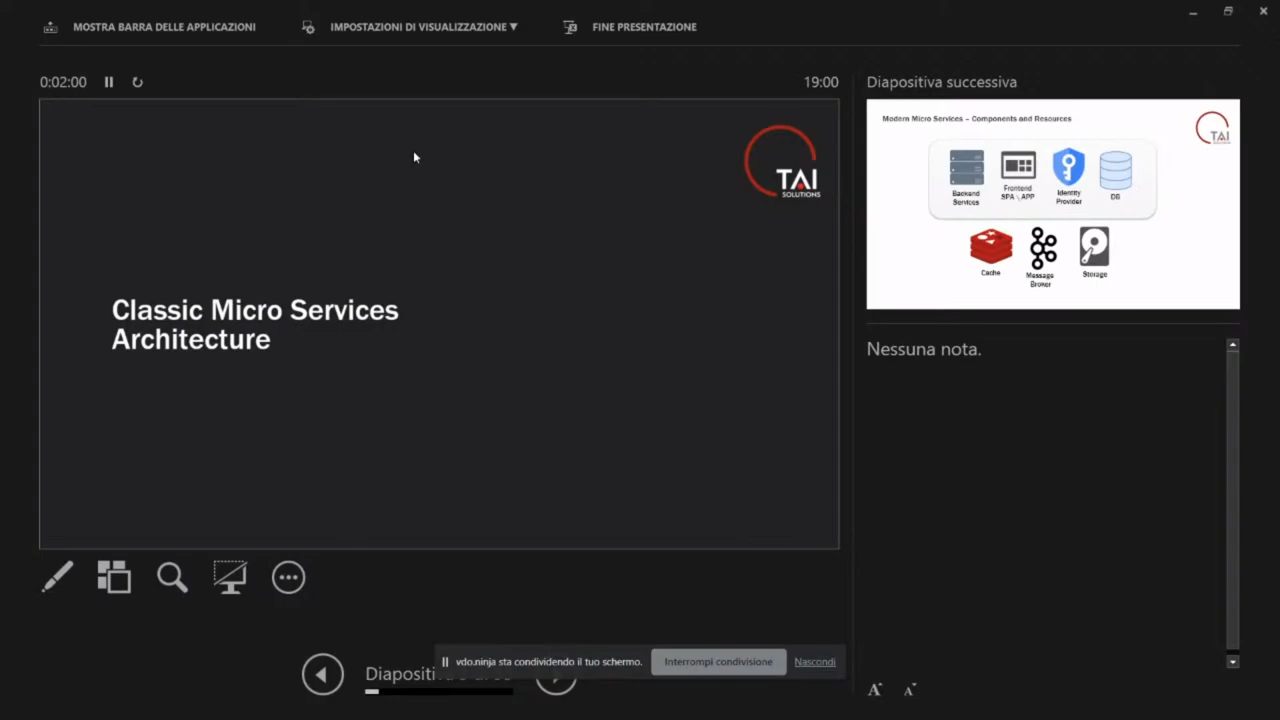 MOSTRA BARRA DELLE APPLICAZIONI
IMPOSTAZIONI DI VISUALIZZAZIONE ▼
FINE PRESENTAZIONE
0:02:00
19:00
TAI
SOLUTIONS
Classic Micro Services
Architecture
Diapositiva successiva
Modern Micro Services – Components and Resources
TAI
Backend
Services
Frontend
SPA \ APP
Identity
Provider
DB
Cache
Message
Broker
Storage
Nessuna nota.
vdo.ninja sta condividendo il tuo schermo.
Interrompi condivisione
Nascondi
A A